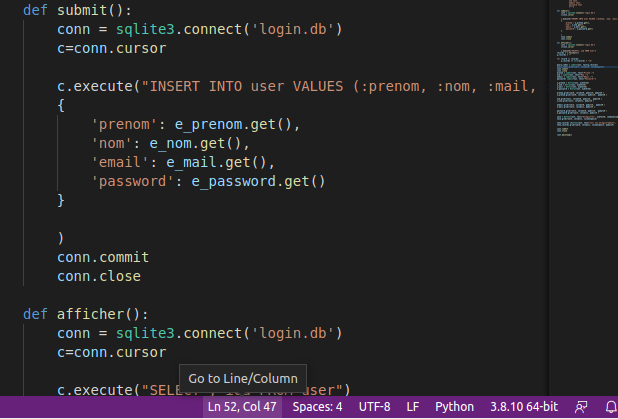 def submit():
conn = sqlite3.connect('login.db')
c=conn.cursor
c.execute("INSERT INTO user VALUES (:prenom, :nom, :mail,
{
'prenom': e_prenom.get(),
'nom': e_nom.get(),
'email': e_mail.get(),
'password': e_password.get()
}
)
conn.commit
conn.close
def afficher():
conn = sqlite3.connect('login.db')
c=conn.cursor
Go to Line/Column
c.execute("SELECT user")
Ln 52, Col 47 Spaces: 4 UTF-8 LF Python 3.8.10 64-bit